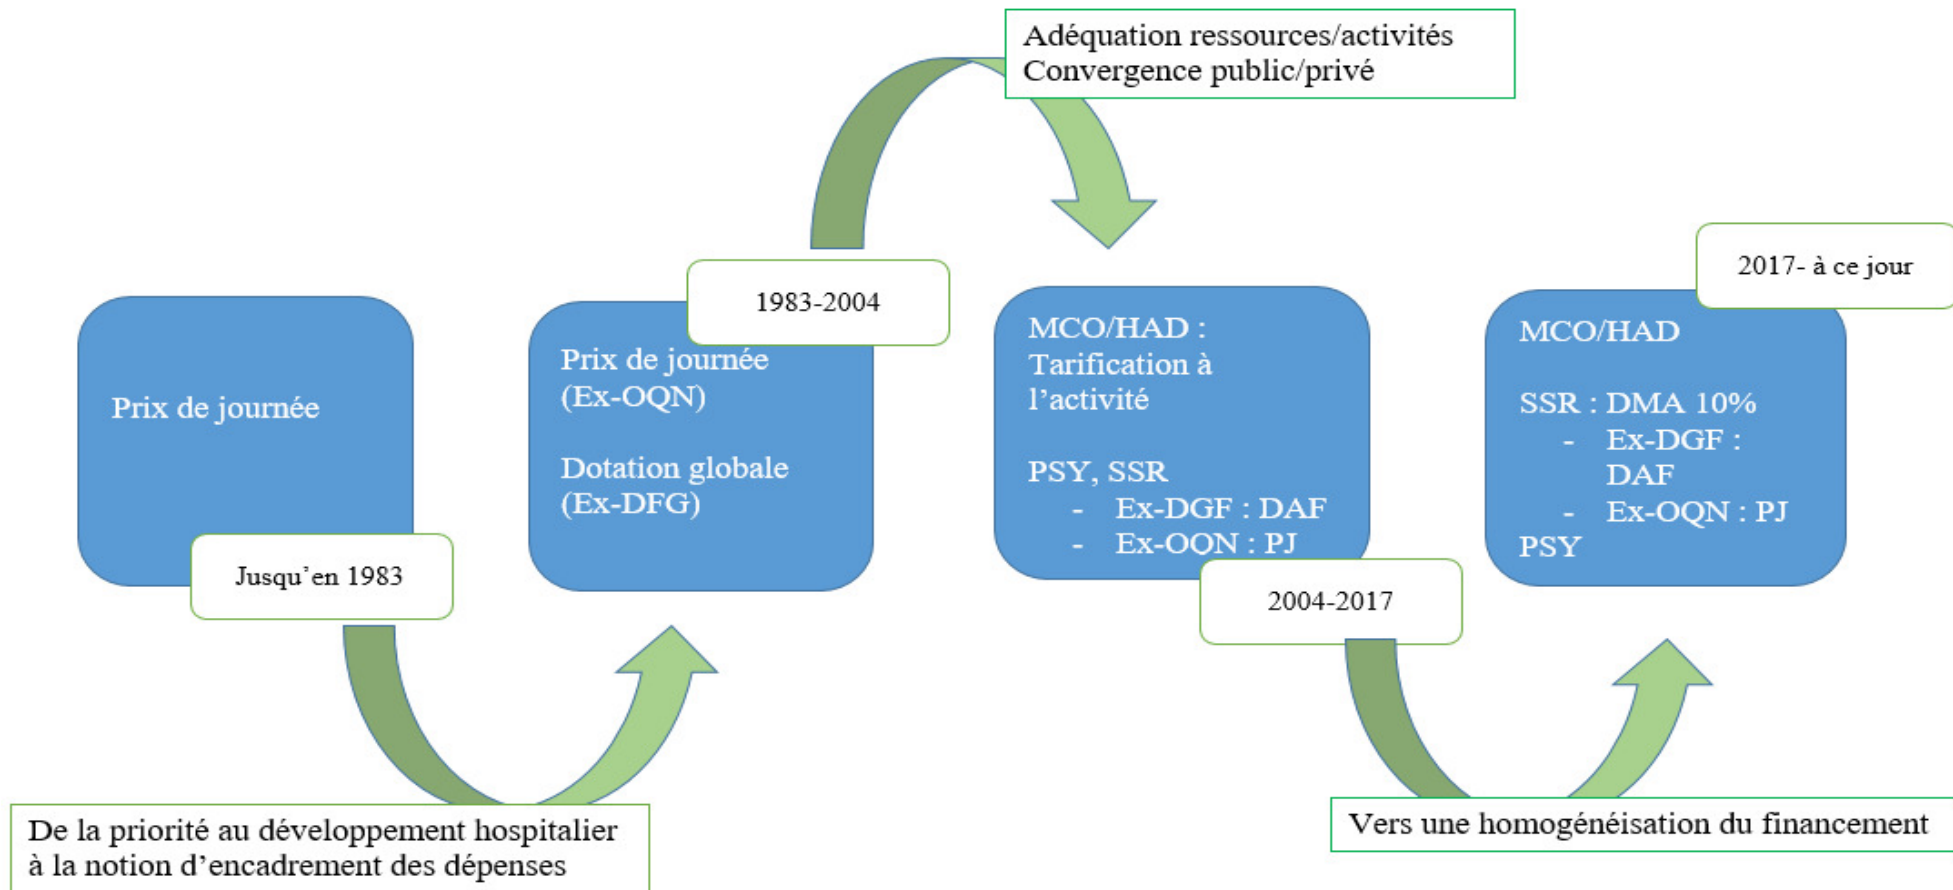 Adéquation ressources/activités
Convergence public/privé
Prix de journée
Jusqu’en 1983
De la priorité au développement hospitalier
à la notion d’encadrement des dépenses
1983-2004
Prix de journée
(Ex-OQN)
Dotation globale
(Ex-DFG)
MCO/HAD :
Tarification à
l’activité
PSY, SSR
- Ex-DGF : DAF
- Ex-OQN : PJ
2004-2017
Vers une homogénéisation du financement
2017- à ce jour
MCO/HAD
SSR : DMA 10%
- Ex-DGF :
DAF
- Ex-OQN : PJ
PSY